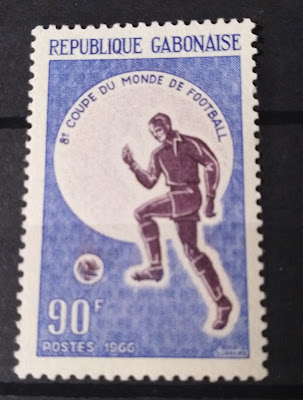 REPUBLIQUE GABONAISE
8e COUPE DU MONDE DE FOOTBALL
90F
POSTES 1966